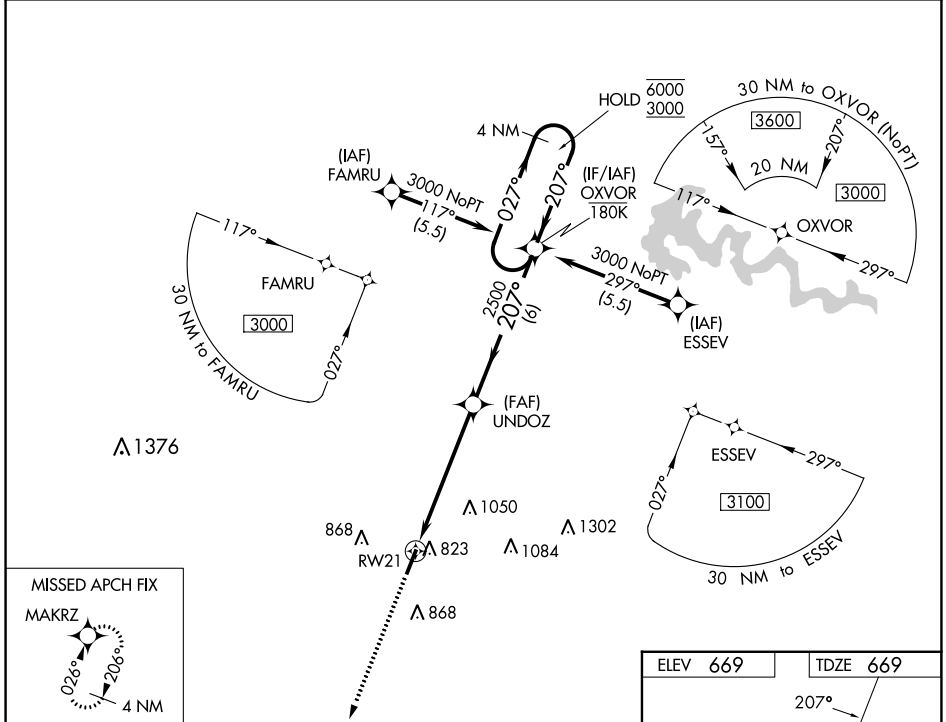 HOLD 6000
3000
4 NM
027°
207°
(IAF)
FAMRU
3000 NoPT
117°
(5.5)
(IF/IAF)
OXVOR
180K
3000 NoPT
297°
(5.5)
(IAF)
ESSEV
2500
207°
(6)
(FAF)
UNDOZ
30 NM to OXVOR (NoPT)
3600
157°
207°
20 NM
3000
117°
OXVOR
297°
117°
FAMRU
3000
027°
30 NM to FAMRU
ESSEV
297°
027°
3100
30 NM to ESSEV
1376
1050
868
RW21
823
1084
1302
868
MISSED APCH FIX
MAKRZ
026°
206°
4 NM
ELEV 669
TDZE 669
207°